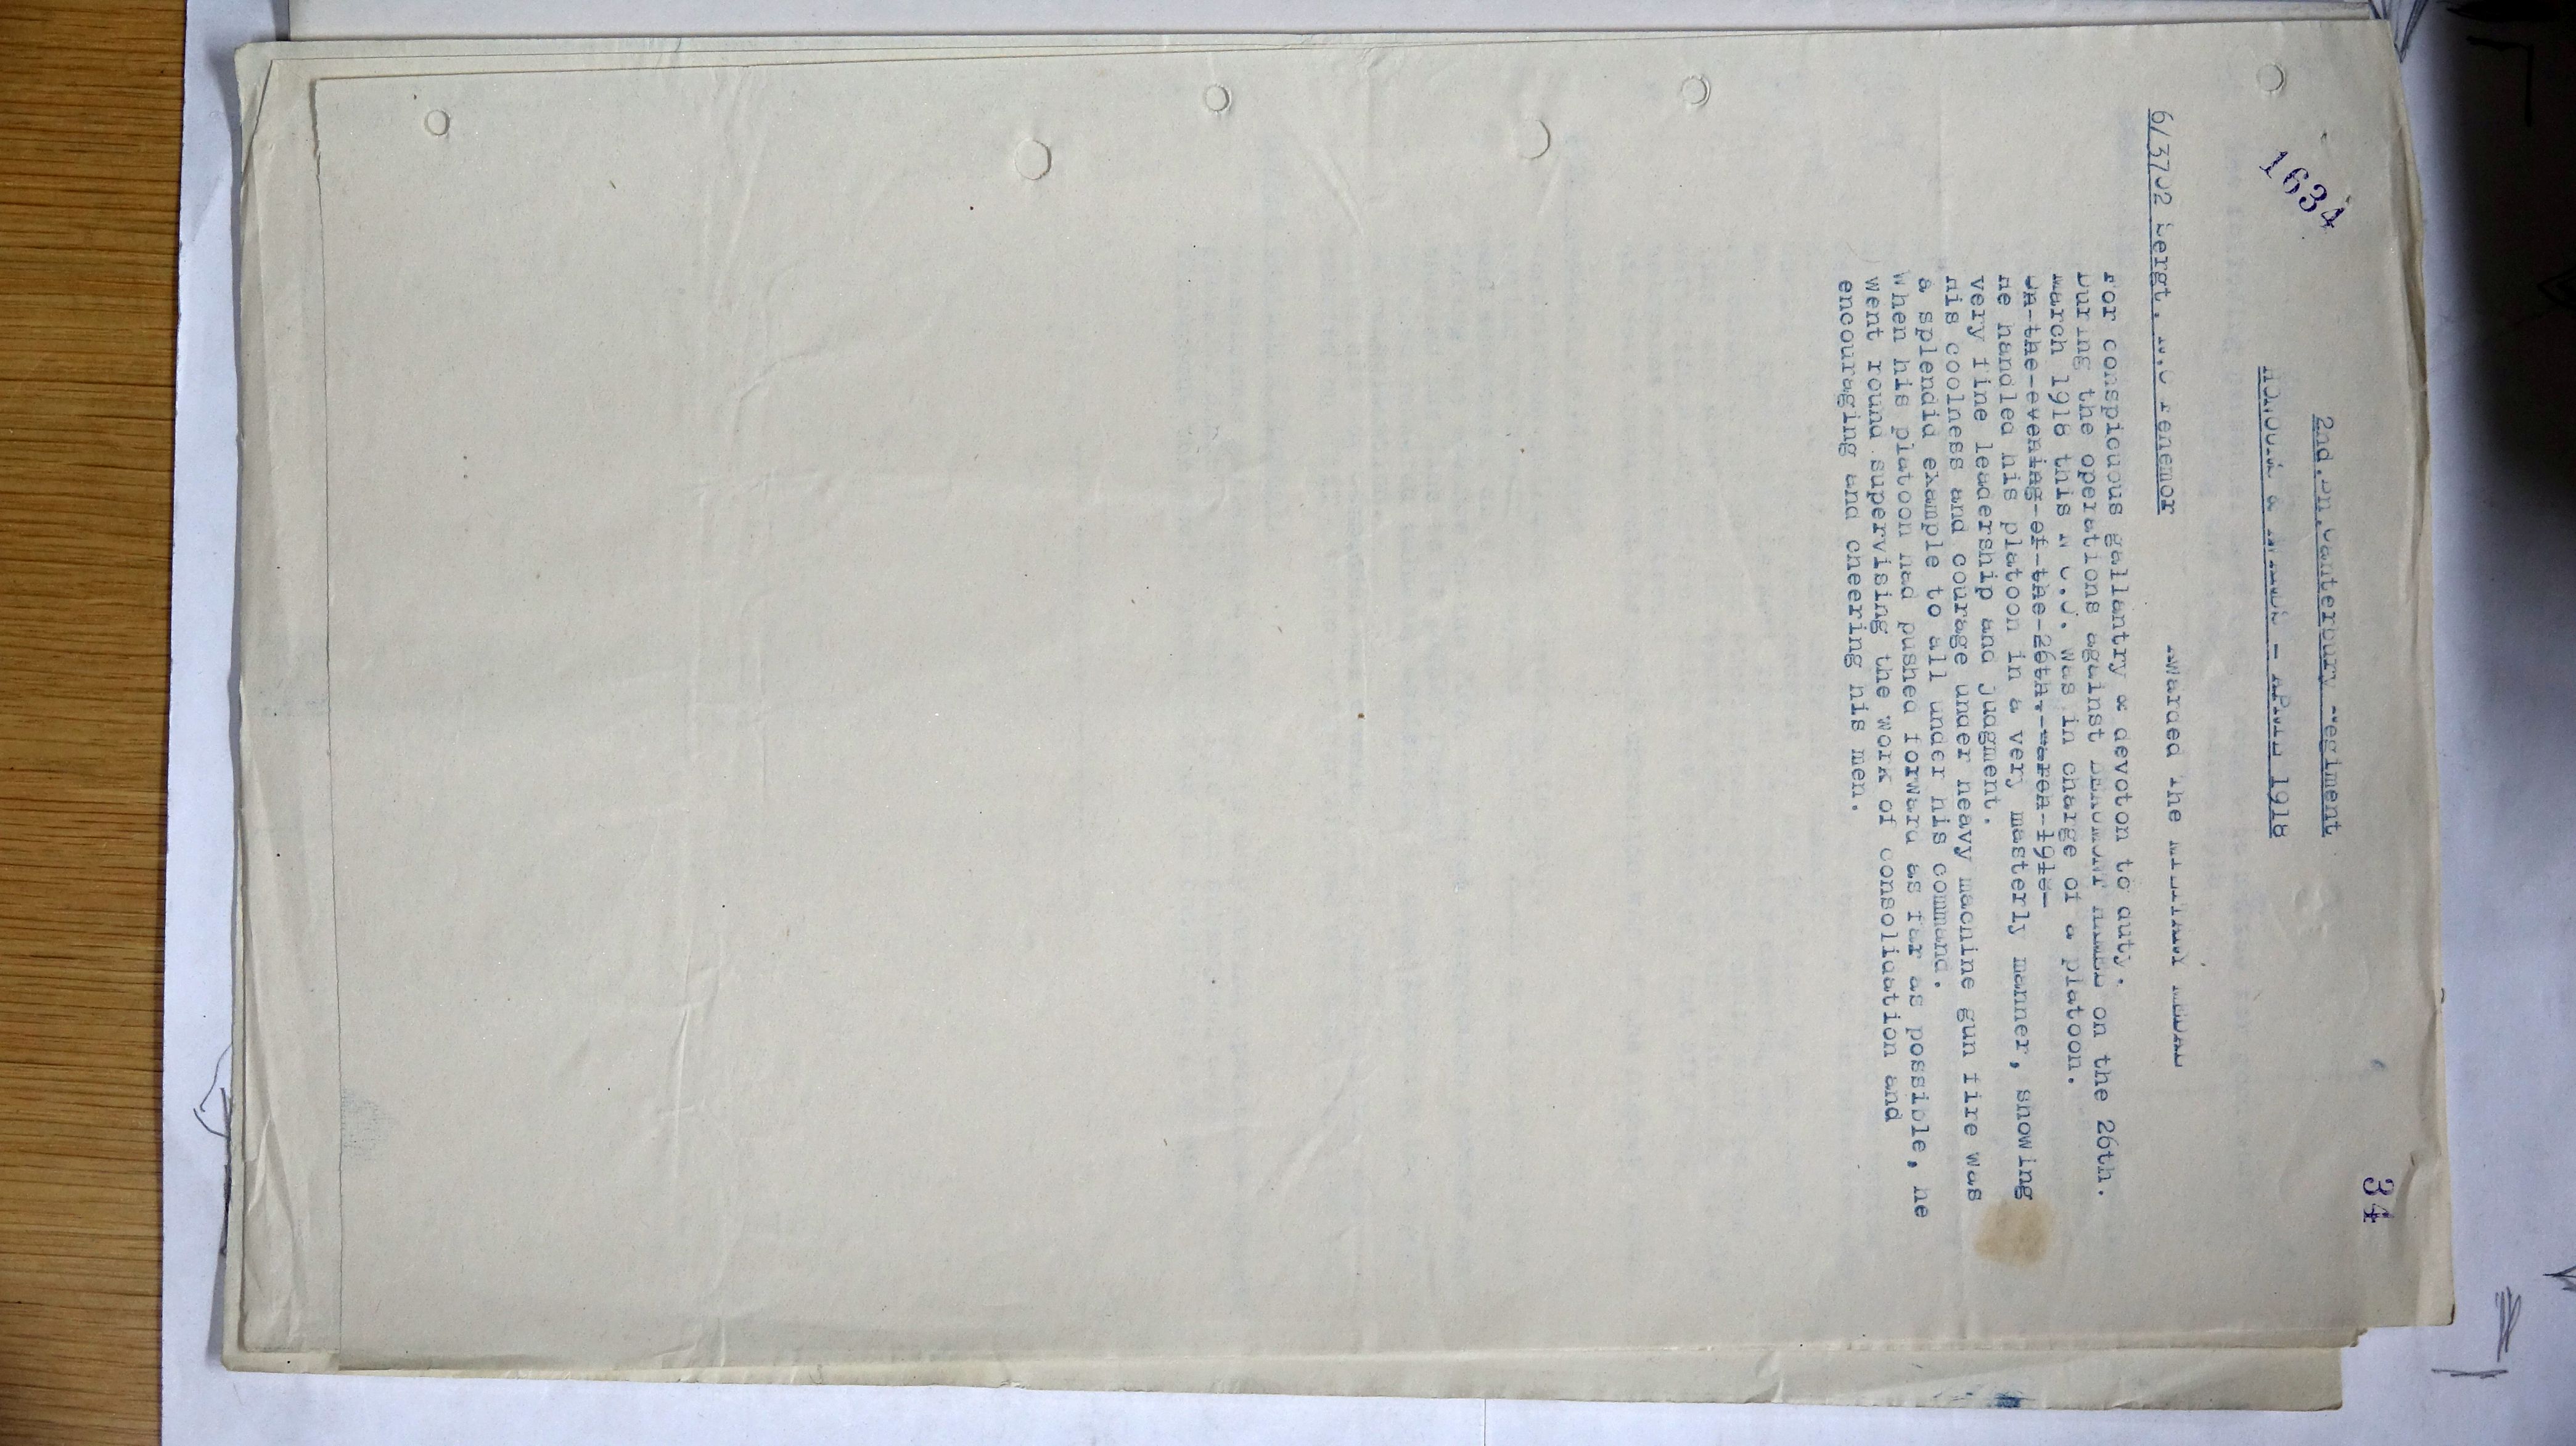 34
1634
2nd.Bn.Canterbury Regiment
HONOURS & AWARDS - APRIL 1918
6/3702 Sergt. Awarded the MILITARY MEDAL
For conspicuous gallantry & devoton to duty.
During the operations against HAMEL on the 26th.
March 1918 this N.C.O. was in charge of a platoon.
On-the-evening-of-the-26th.-March-1918-
he handled his platoon in a very masterly manner, showing
very fine leadership and judgment.
His coolness and courage under heavy machine gun fire was
a splendid example to all under his command.
When his platoon had pushed forward as far as possible, he
went round supervising the work of consolidation and
encouraging and cheering his men.